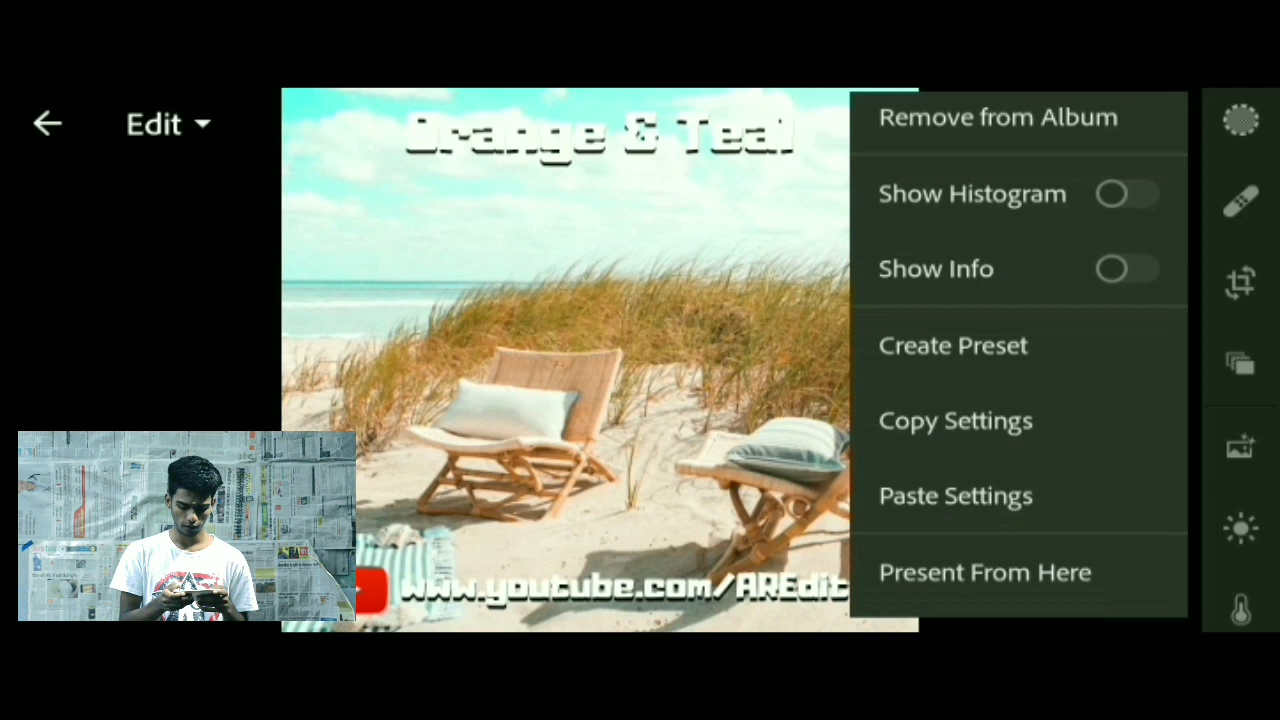 Edit
Orange & Teal
Remove from Album
Show Histogram
Show Info
Create Preset
Copy Settings
Paste Settings
Present From Here
www.youtube.com/AREdit